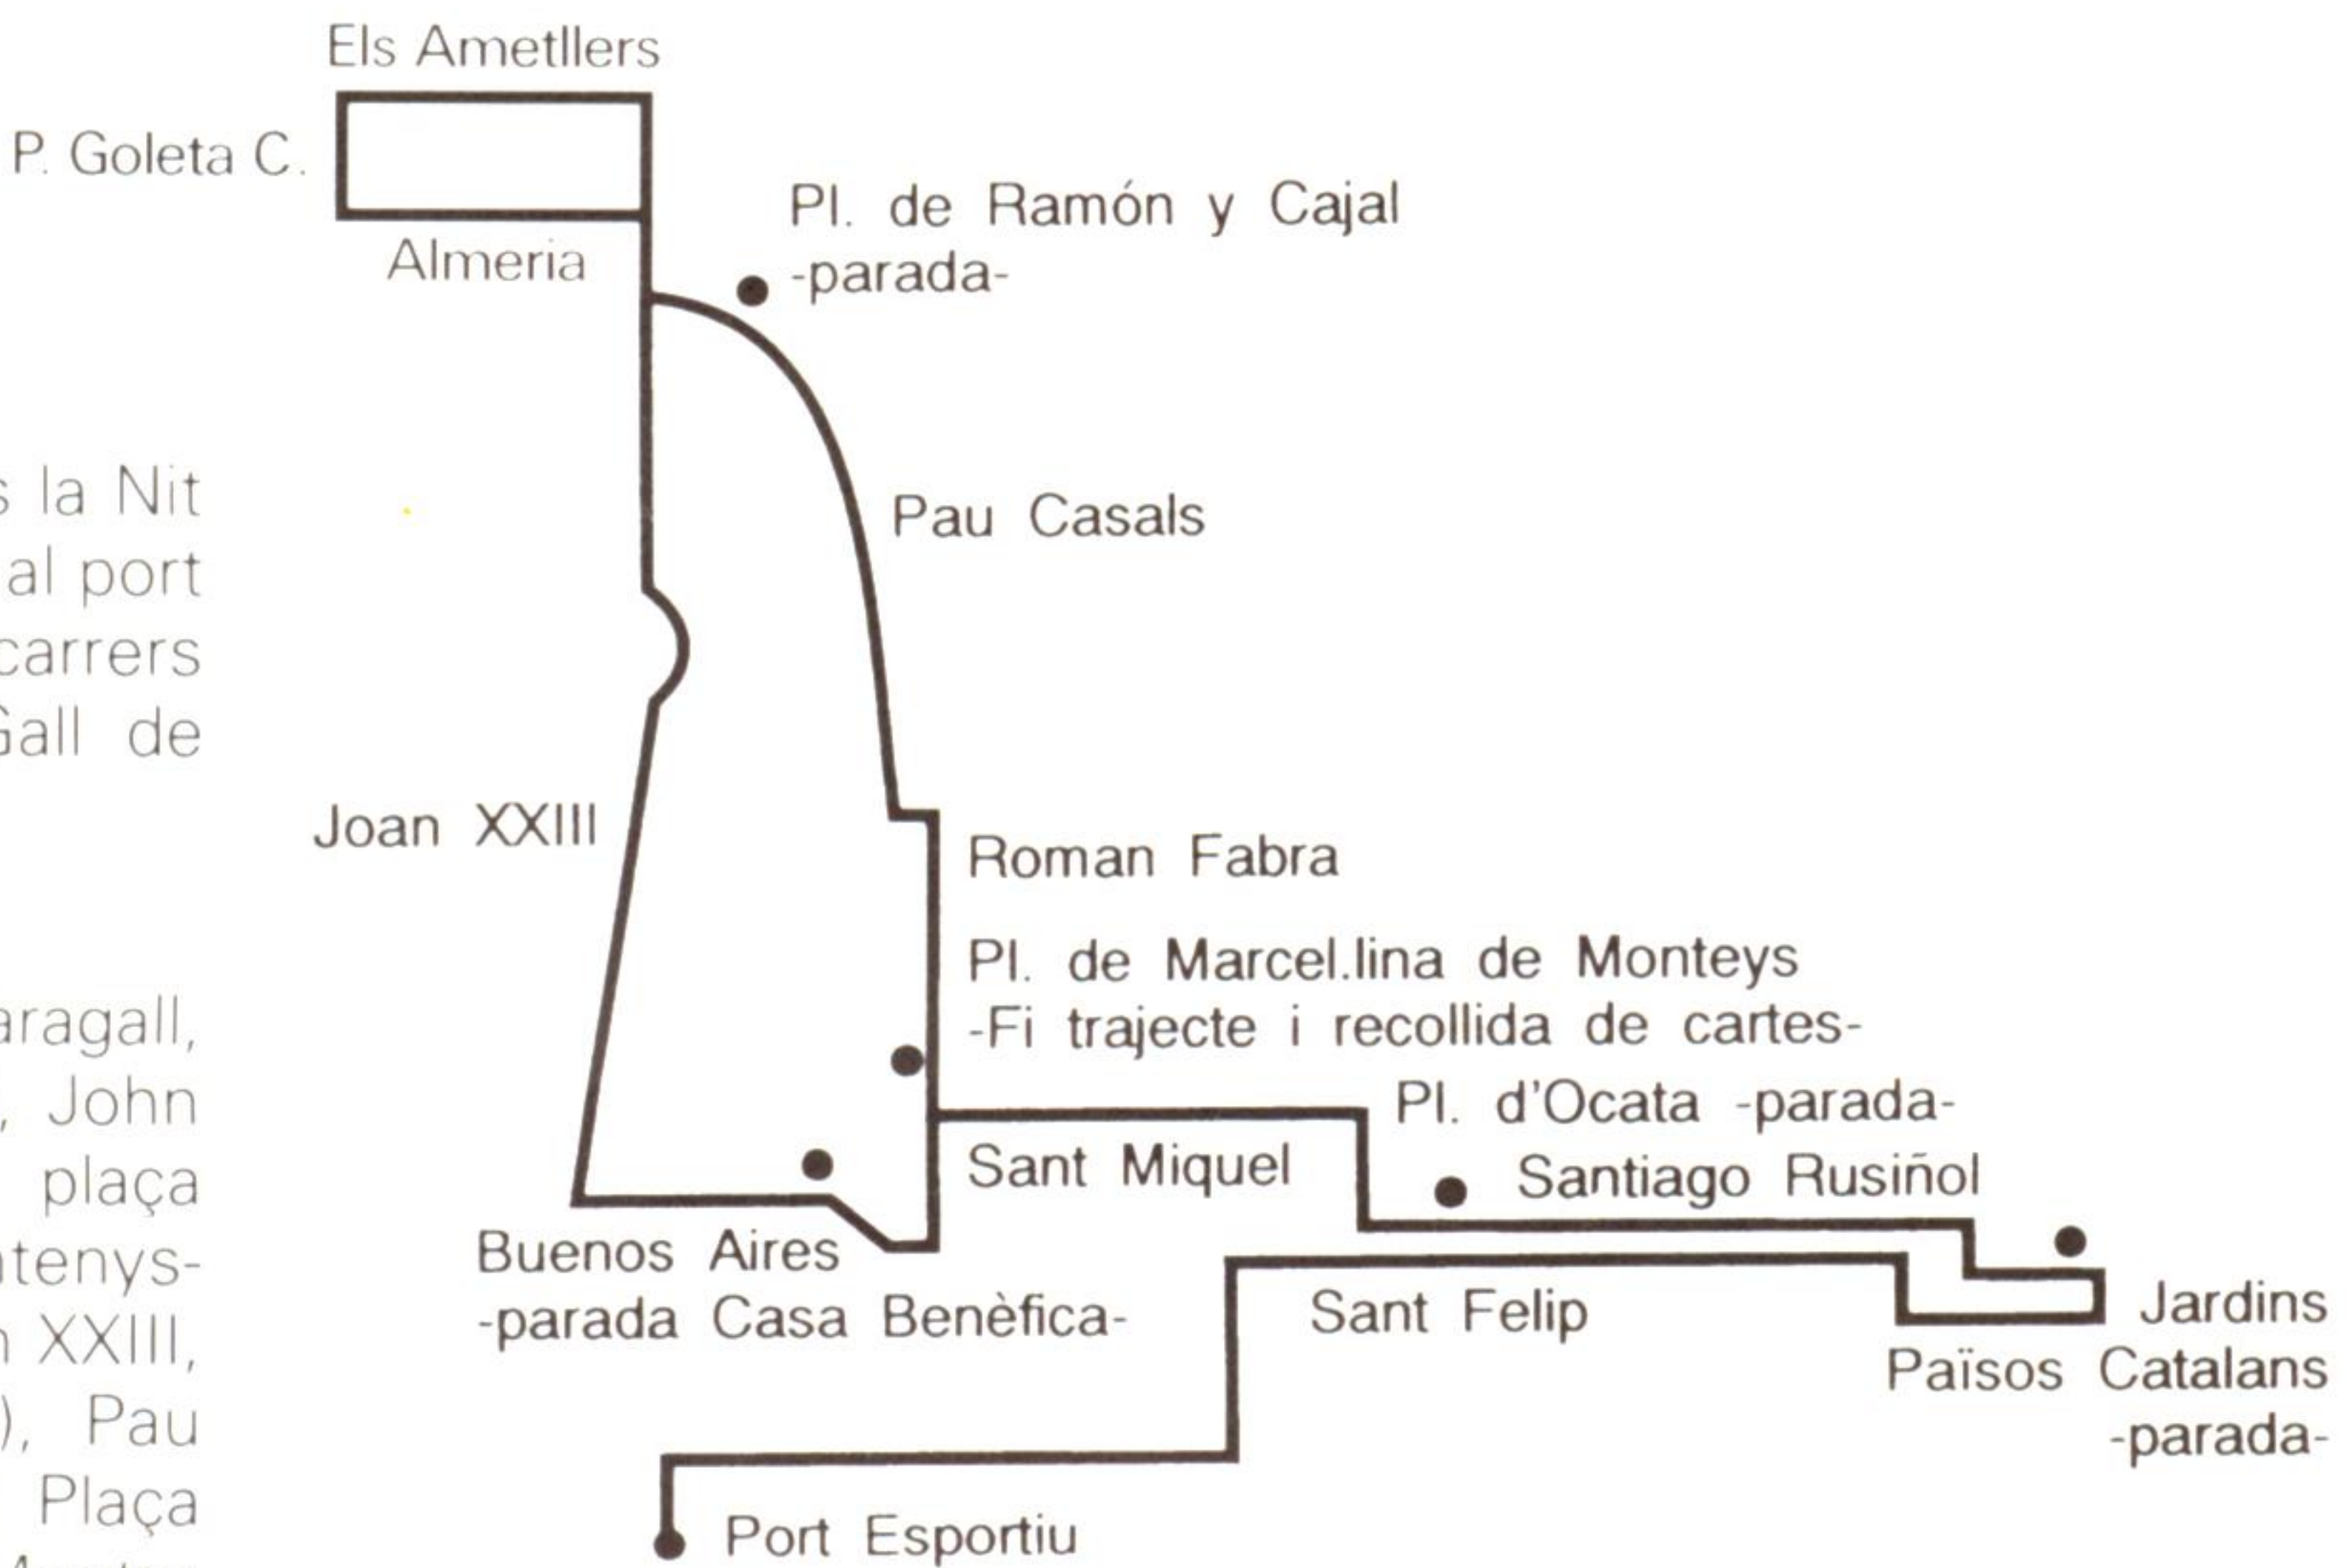 Els Ametllers
P. Goleta C.
Almeria
Pl. de Ramón y Cajal
-parada-
Pau Casals
Joan XXIII
Roman Fabra
Pl. de Marcel.lina de Monteys
-Fi trajecte i recollida de cartes-
Pl. d'Ocata -parada-
Sant Miquel
Santiago Rusiñol
Buenos Aires
-parada Casa Benèfica-
Sant Felip
Jardins
Països Catalans
-parada-
Port Esportiu
la Nit
al port
carrers
de
John
plaça
XXIII,
), Pau
Plaça